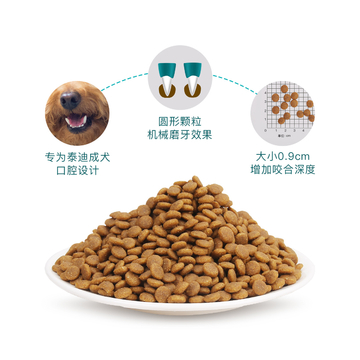 圆形颗粒
机械磨牙效果
专为泰迪成犬
口腔设计
大小0.9cm
增加咬合深度